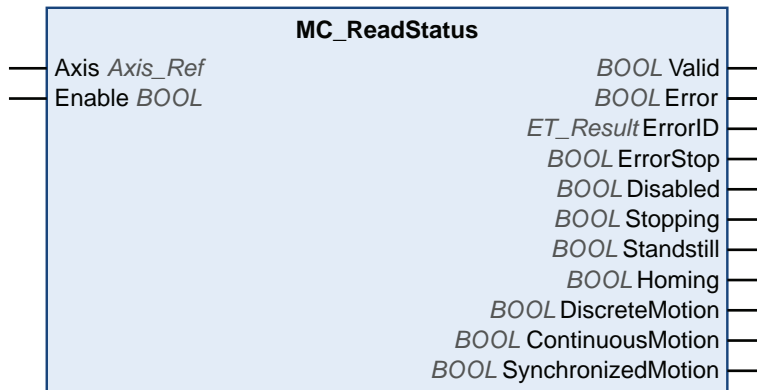 MC_ReadStatus
Axis Axis_Ref BOOL Valid
Enable BOOL BOOL Error
ET_Result ErrorID
BOOL ErrorStop
BOOL Disabled
BOOL Stopping
BOOL Standstill
BOOL Homing
BOOL DiscreteMotion
BOOL ContinuousMotion
BOOL SynchronizedMotion